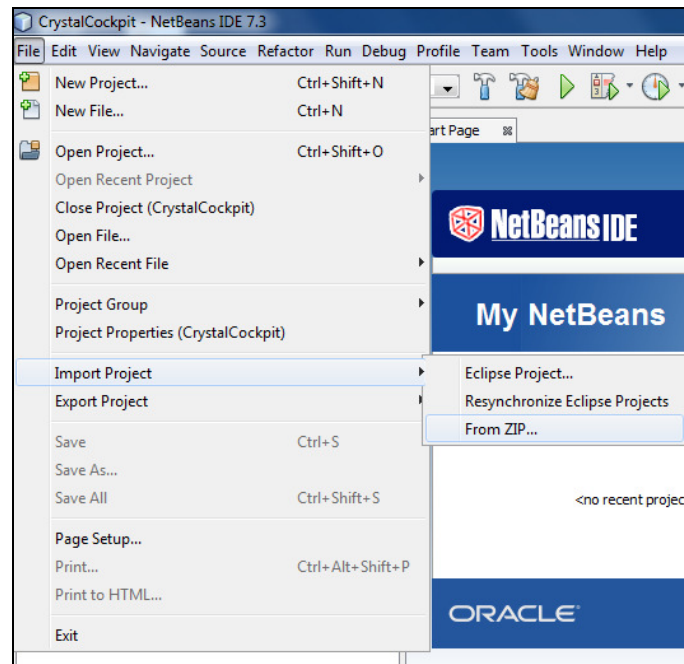 CrystalCockpit - NetBeans IDE 7.3
File Edit View Navigate Source Refactor Run Debug Profile Team Tools Window Help
New Project... Ctrl+Shift+N
New File... Ctrl+N
art Page
Open Project... Ctrl+Shift+O
Open Recent Project
Close Project (CrystalCockpit)
Open File...
Open Recent File
NetBeans IDE
Project Group
Project Properties (CrystalCockpit)
My NetBeans
Import Project
Export Project
Eclipse Project...
Resynchronize Eclipse Projects
From ZIP...
Save Ctrl+S
Save As...
Save All Ctrl+Shift+S
<no recent projec
Page Setup...
Print... Ctrl+Alt+Shift+P
Print to HTML...
Exit
ORACLE